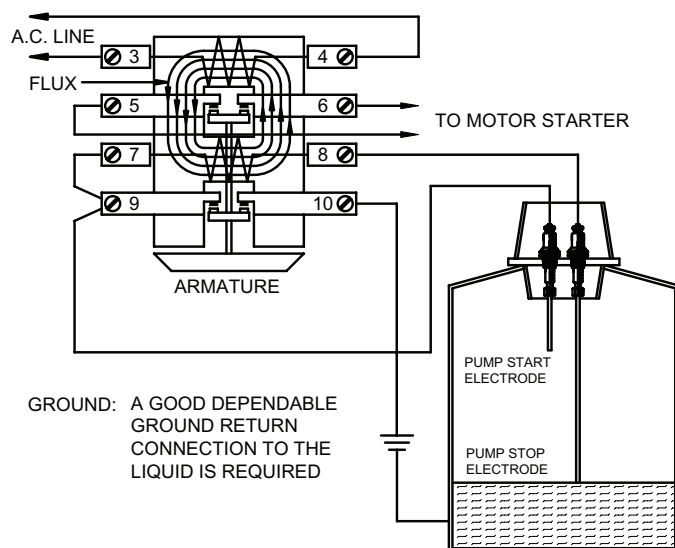 A.C. LINE
3
4
FLUX
5
6
TO MOTOR STARTER
7
8
9
10
ARMATURE
PUMP START
ELECTRODE
GROUND: A GOOD DEPENDABLE
GROUND RETURN
CONNECTION TO THE
LIQUID IS REQUIRED
PUMP STOP
ELECTRODE